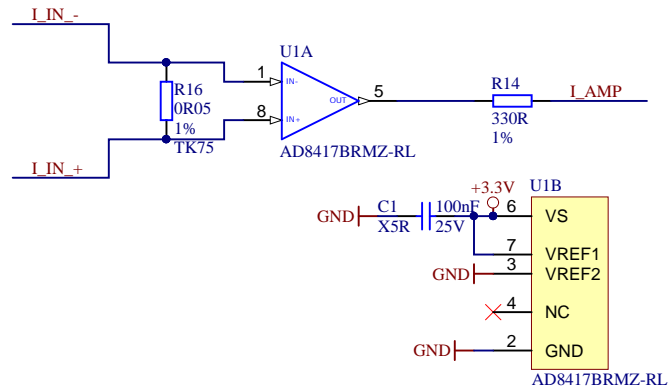 I_IN_-
U1A
1
IN-
R16
0R05
1%
TK75
8
IN+
OUT
5
R14
330R
1%
I_AMP
I_IN_+
AD8417BRMZ-RL
+3.3V
U1B
GND
C1
X5R
100nF
25V
6
VS
7
VREF1
GND
3
VREF2
4
NC
GND
2
GND
AD8417BRMZ-RL